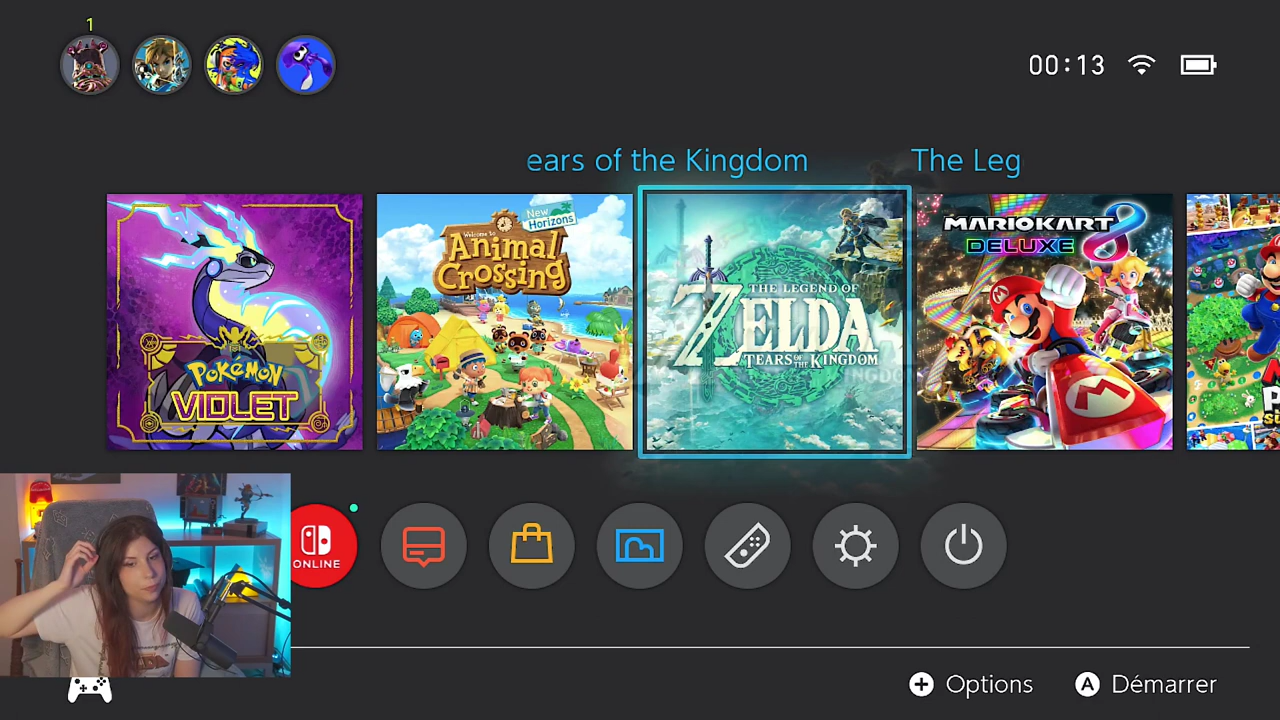 1
00:13
ears of the Kingdom The Leg
POKÉMON
VIOLET
New
Horizons
Welcome to
Animal
Crossing
THE LEGEND OF
ZELDA
TEARS OF THE KINGDOM
MARIOKART 8
DELUXE
ONLINE
Options
Démarrer